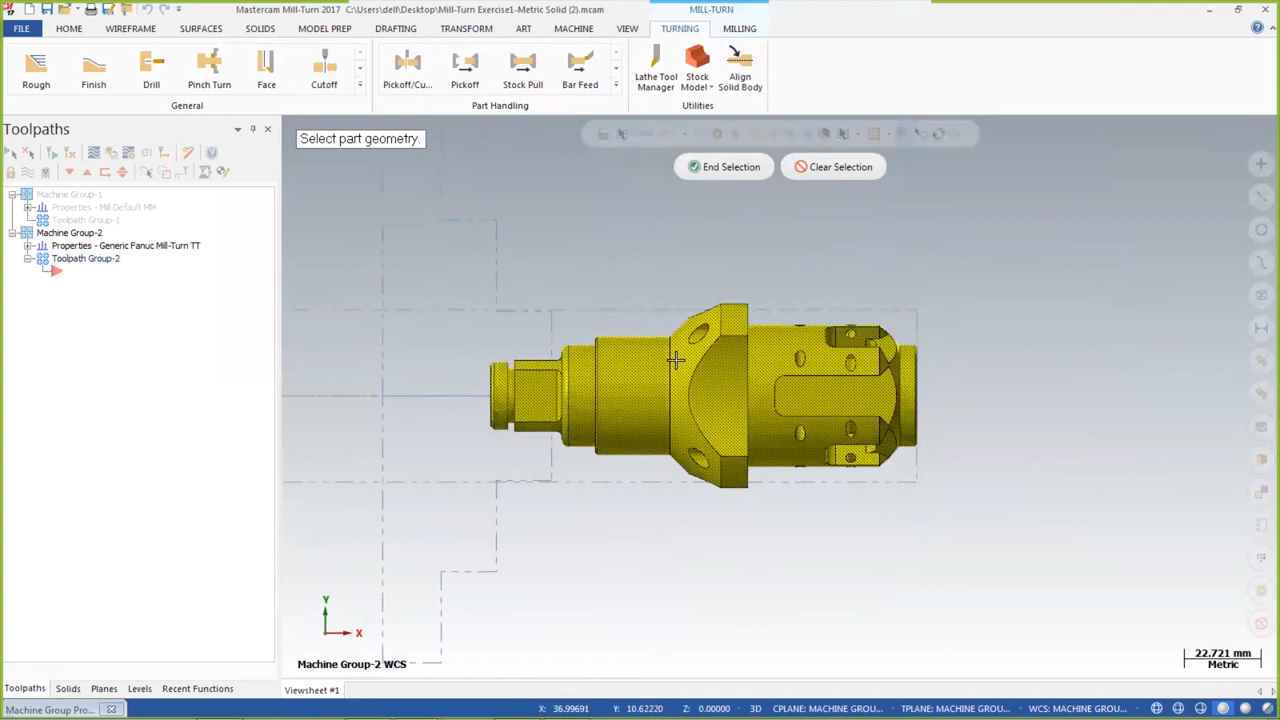 Mastercam Mill-Turn 2017 C:\Users\dell\Desktop\Mill-Turn Exercise1-Metric Solid (2).mcam
MILL-TURN
FILE HOME WIREFRAME SURFACES SOLIDS MODEL PREP DRAFTING TRANSFORM ART MACHINE VIEW TURNING MILLING
Rough Finish Drill Pinch Turn Face Cutoff Pickoff/Cu... Pickoff Stock Pull Bar Feed Lathe Tool Manager Stock Model Align Solid Body
General Part Handling Utilities
Toolpaths
Select part geometry.
End Selection Clear Selection
G1
Machine Group-1
Properties - Mill Default MM
Toolpath Group-1
Machine Group-2
Properties - Generic Fanuc Mill-Turn TT
Toolpath Group-2
Y
X
Machine Group-2 WCS
22.721 mm
Metric
Toolpaths Solids Planes Levels Recent Functions
Viewsheet #1
Machine Group Pro...
X: 36.99691 Y: 10.62220 Z: 0.00000 3D CPLANE: MACHINE GROU... TPLANE: MACHINE GROU... WCS: MACHINE GROU...